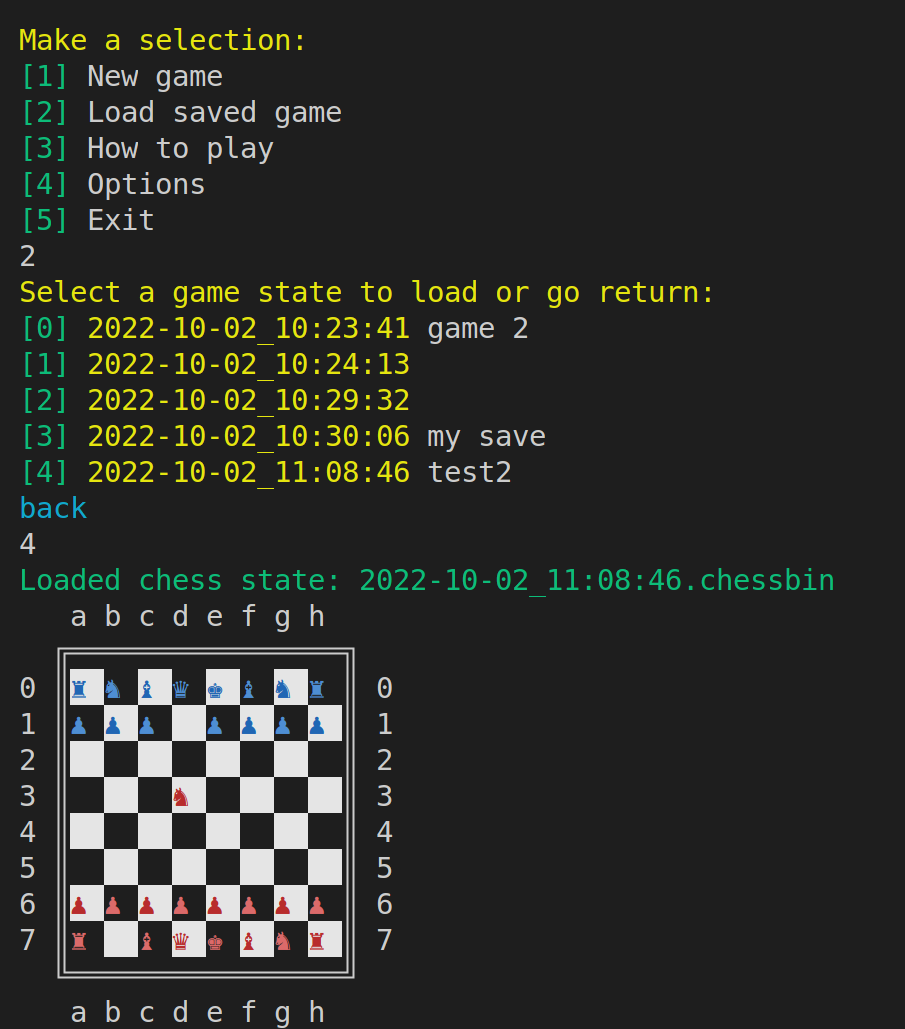 Make a selection:
[1] New game
[2] Load saved game
[3] How to play
[4] Options
[5] Exit
2
Select a game state to load or go return:
[0] 2022-10-02_10:23:41 game 2
[1] 2022-10-02_10:24:13
[2] 2022-10-02_10:29:32
[3] 2022-10-02_10:30:06 my save
[4] 2022-10-02_11:08:46 test2
back
4
Loaded chess state: 2022-10-02_11:08:46.chessbin
a b c d e f g h
0 ♜ ♞ ♝ ♛ ♚ ♝ ♞ ♜ 0
1 ♟ ♟ ♟ ♟ ♟ ♟ ♟ 1
2 2
3 ♞ 3
4 4
5 5
6 ♟ ♟ ♟ ♟ ♟ ♟ ♟ ♟ 6
7 ♜ ♝ ♛ ♚ ♝ ♞ ♜ 7
a b c d e f g h